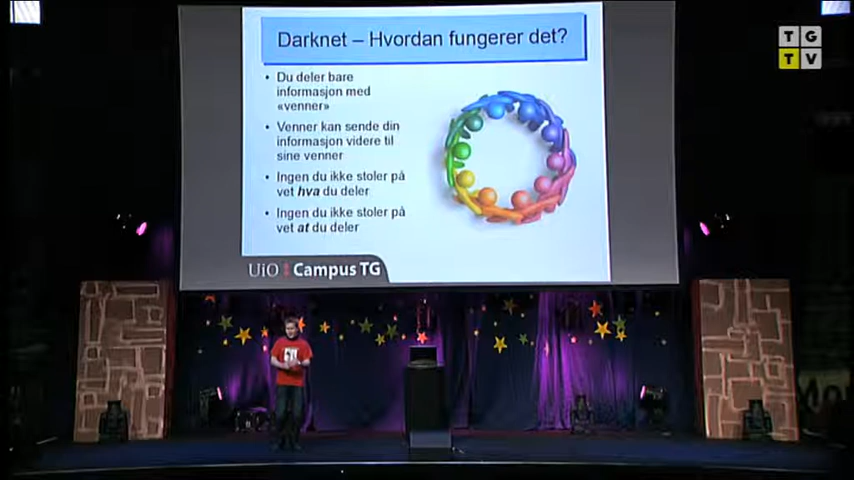 Darknet – Hvordan fungerer det?
• Du deler bare
informasjon med
«venner»
• Venner kan sende din
informasjon videre til
sine venner
• Ingen du ikke stoler på
vet hva du deler
• Ingen du ikke stoler på
vet at du deler
UiO Campus TG
TG
TV